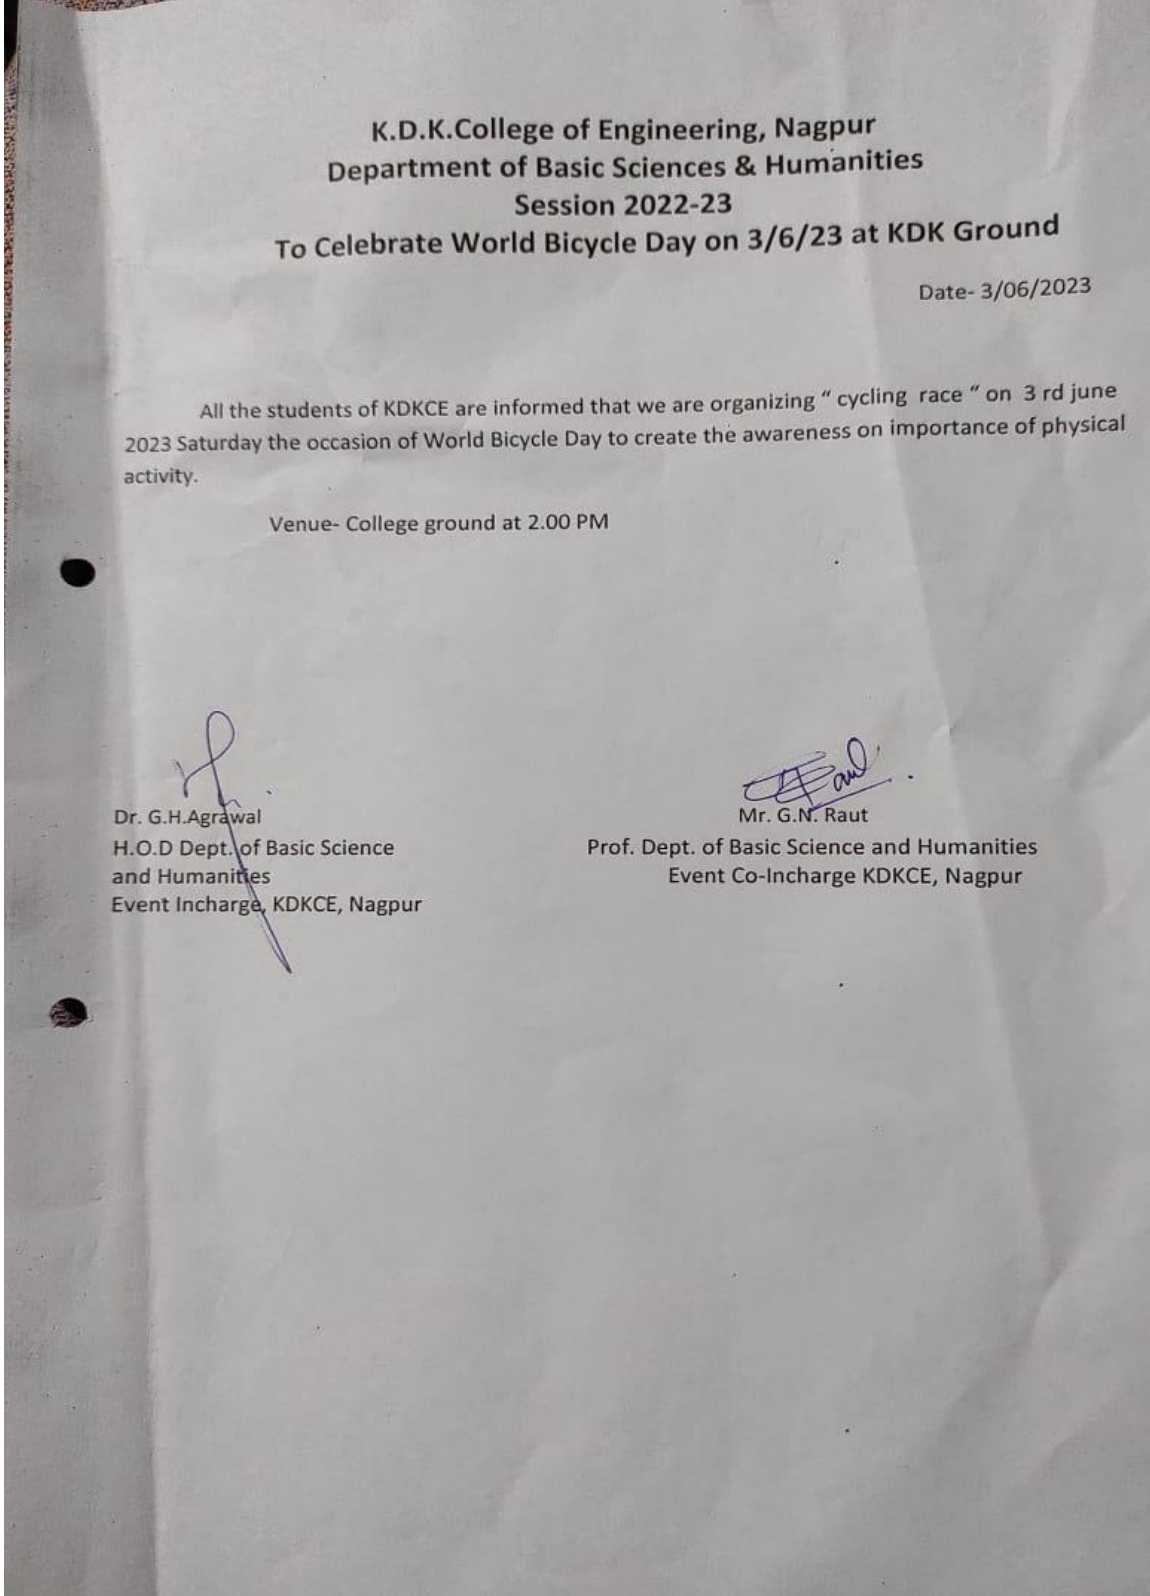 K.D.K.College of Engineering, Nagpur
Department of Basic Sciences & Humanities
Session 2022-23
To Celebrate World Bicycle Day on 3/6/23 at KDK Ground
Date- 3/06/2023
All the students of KDKCE are informed that we are organizing “ cycling race “ on 3 rd june
2023 Saturday the occasion of World Bicycle Day to create the awareness on importance of physical
activity.
Venue- College ground at 2.00 PM
Dr. G.H.Agrawal
H.O.D Dept. of Basic Science
and Humanities
Event Incharge, KDKCE, Nagpur
Mr. G.N. Raut
Prof. Dept. of Basic Science and Humanities
Event Co-Incharge KDKCE, Nagpur